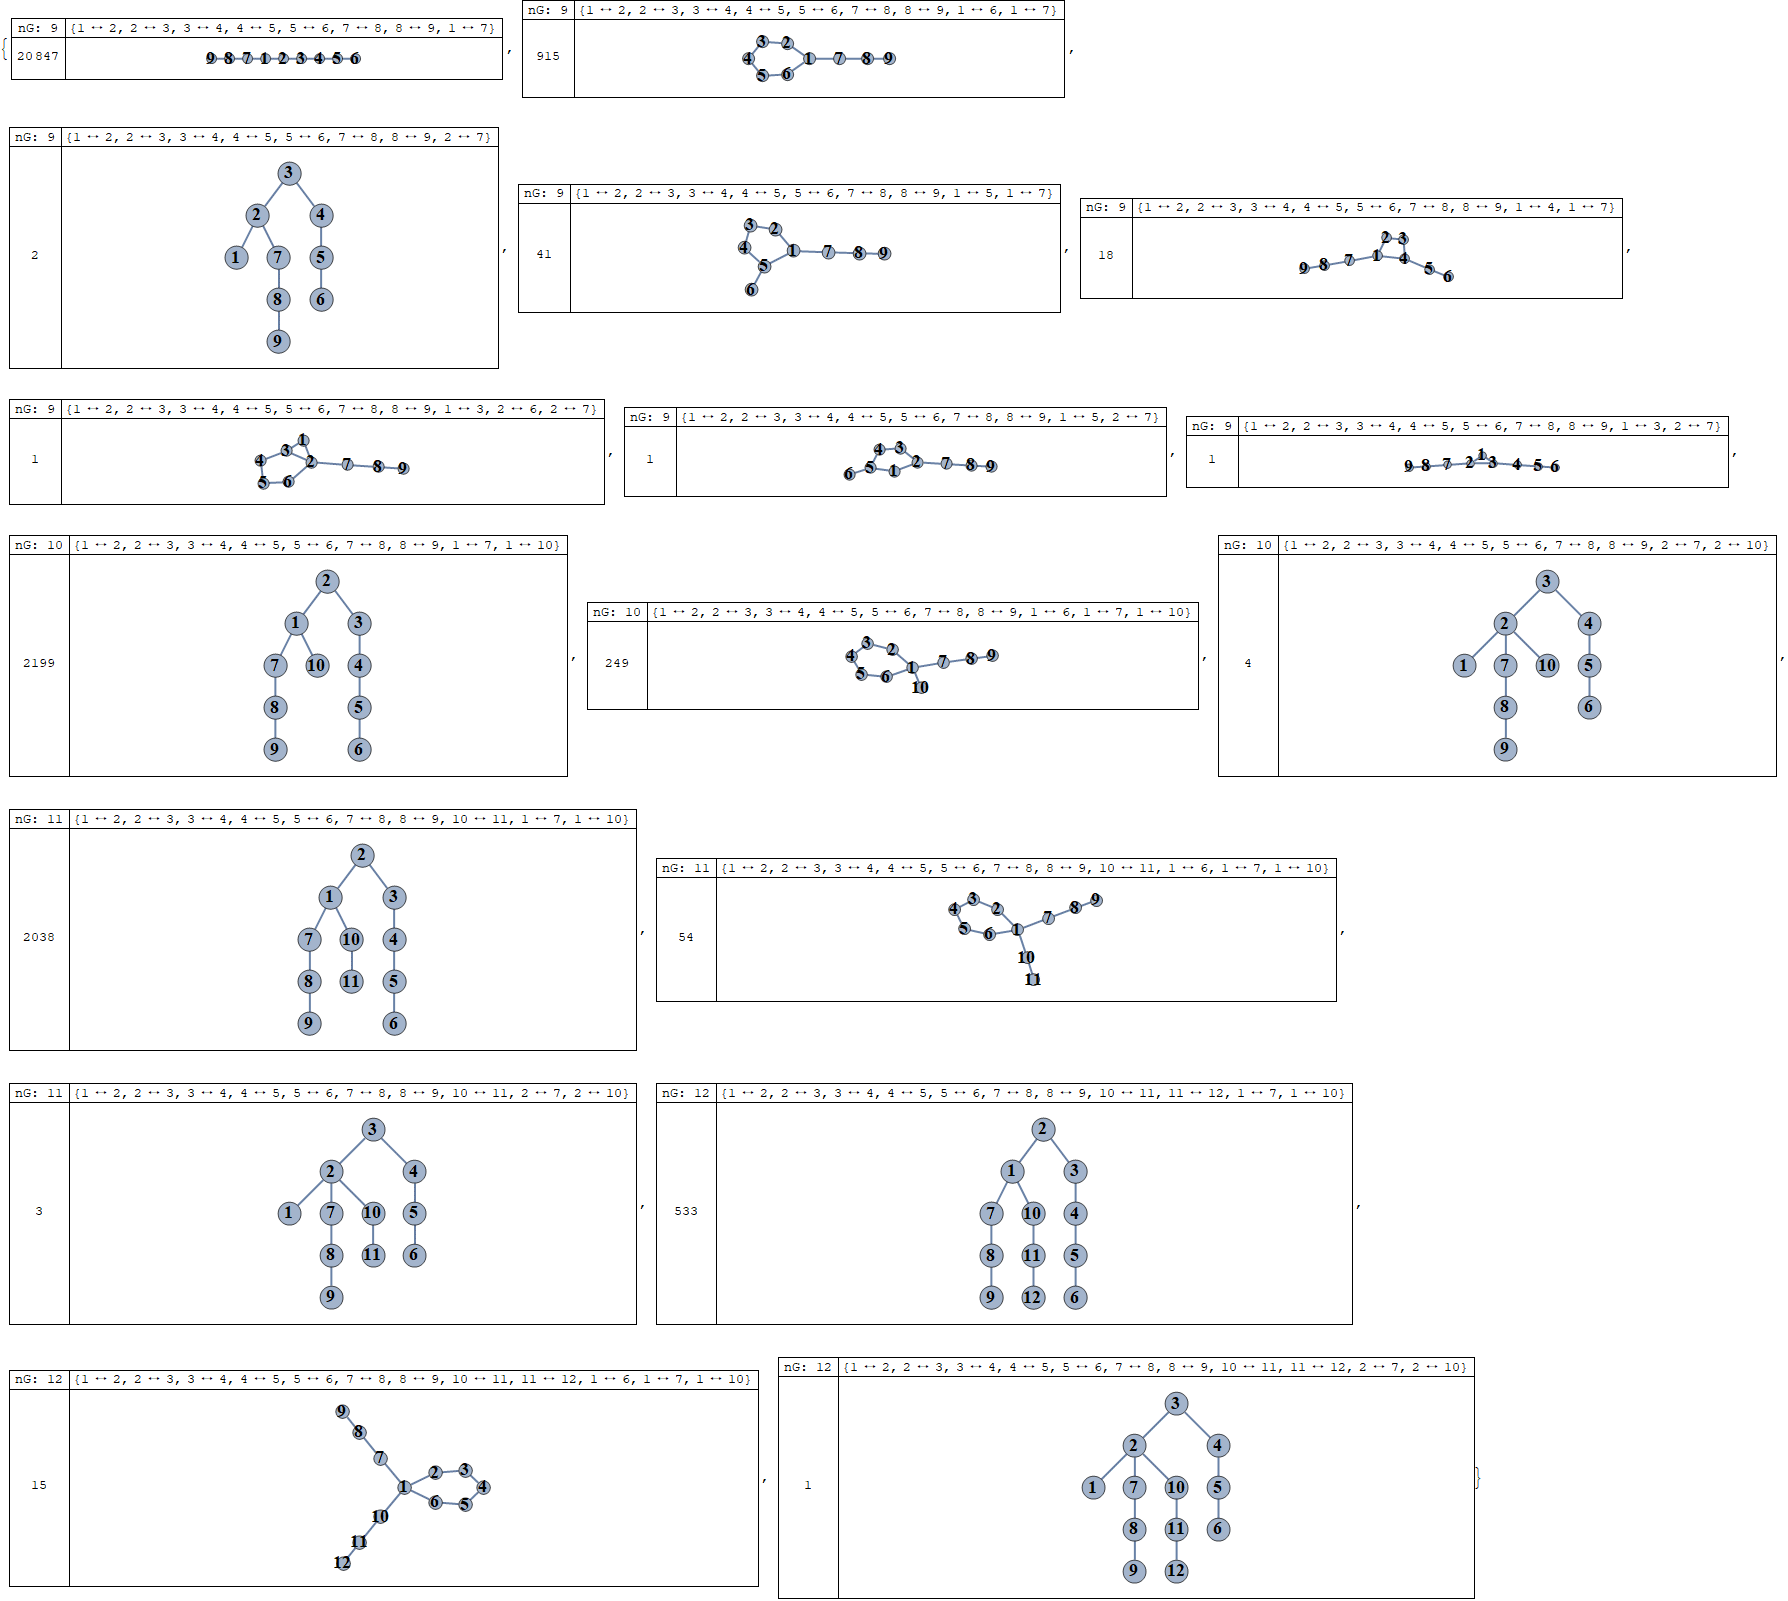 { nG: 9 {1 ↔ 2, 2 ↔ 3, 3 ↔ 4, 4 ↔ 5, 5 ↔ 6, 7 ↔ 8, 8 ↔ 9, 1 ↔ 7}
20847 9 8 7 1 2 3 4 5 6 ,
nG: 9 {1 ↔ 2, 2 ↔ 3, 3 ↔ 4, 4 ↔ 5, 5 ↔ 6, 7 ↔ 8, 8 ↔ 9, 1 ↔ 6, 1 ↔ 7}
3 2
915 4 1 7 8 9 ,
5 6
nG: 9 {1 ↔ 2, 2 ↔ 3, 3 ↔ 4, 4 ↔ 5, 5 ↔ 6, 7 ↔ 8, 8 ↔ 9, 2 ↔ 7}
3
2 4
2 1 7 5 ,
8 6
9
nG: 9 {1 ↔ 2, 2 ↔ 3, 3 ↔ 4, 4 ↔ 5, 5 ↔ 6, 7 ↔ 8, 8 ↔ 9, 1 ↔ 5, 1 ↔ 7}
3 2
41 4 1 7 8 9 ,
5
6
nG: 9 {1 ↔ 2, 2 ↔ 3, 3 ↔ 4, 4 ↔ 5, 5 ↔ 6, 7 ↔ 8, 8 ↔ 9, 1 ↔ 4, 1 ↔ 7}
2 3
18 9 8 7 1 4 5 6 ,
nG: 9 {1 ↔ 2, 2 ↔ 3, 3 ↔ 4, 4 ↔ 5, 5 ↔ 6, 7 ↔ 8, 8 ↔ 9, 1 ↔ 3, 2 ↔ 6, 2 ↔ 7}
3 1
1 4 2 7 8 9 ,
5 6
nG: 9 {1 ↔ 2, 2 ↔ 3, 3 ↔ 4, 4 ↔ 5, 5 ↔ 6, 7 ↔ 8, 8 ↔ 9, 1 ↔ 5, 2 ↔ 7}
4 3
1 6 5 1 2 7 8 9 ,
nG: 9 {1 ↔ 2, 2 ↔ 3, 3 ↔ 4, 4 ↔ 5, 5 ↔ 6, 7 ↔ 8, 8 ↔ 9, 1 ↔ 3, 2 ↔ 7}
1
1 9 8 7 2 3 4 5 6 ,
nG: 10 {1 ↔ 2, 2 ↔ 3, 3 ↔ 4, 4 ↔ 5, 5 ↔ 6, 7 ↔ 8, 8 ↔ 9, 1 ↔ 7, 1 ↔ 10}
2
1 3
2199 7 10 4 ,
8 5
9 6
nG: 10 {1 ↔ 2, 2 ↔ 3, 3 ↔ 4, 4 ↔ 5, 5 ↔ 6, 7 ↔ 8, 8 ↔ 9, 1 ↔ 6, 1 ↔ 7, 1 ↔ 10}
3 2
249 4 1 7 8 9 ,
5 6
10
nG: 10 {1 ↔ 2, 2 ↔ 3, 3 ↔ 4, 4 ↔ 5, 5 ↔ 6, 7 ↔ 8, 8 ↔ 9, 2 ↔ 7, 2 ↔ 10}
3
2 4
4 1 7 10 5 ,
8 6
9
nG: 11 {1 ↔ 2, 2 ↔ 3, 3 ↔ 4, 4 ↔ 5, 5 ↔ 6, 7 ↔ 8, 8 ↔ 9, 10 ↔ 11, 1 ↔ 7, 1 ↔ 10}
2
1 3
2038 7 10 4 ,
8 11 5
9 6
nG: 11 {1 ↔ 2, 2 ↔ 3, 3 ↔ 4, 4 ↔ 5, 5 ↔ 6, 7 ↔ 8, 8 ↔ 9, 10 ↔ 11, 1 ↔ 6, 1 ↔ 7, 1 ↔ 10}
4 3 2 7 8 9
54 5 6 1 ,
10
11
nG: 11 {1 ↔ 2, 2 ↔ 3, 3 ↔ 4, 4 ↔ 5, 5 ↔ 6, 7 ↔ 8, 8 ↔ 9, 10 ↔ 11, 2 ↔ 7, 2 ↔ 10}
3
2 4
3 1 7 10 5 ,
8 11 6
9
nG: 12 {1 ↔ 2, 2 ↔ 3, 3 ↔ 4, 4 ↔ 5, 5 ↔ 6, 7 ↔ 8, 8 ↔ 9, 10 ↔ 11, 11 ↔ 12, 1 ↔ 7, 1 ↔ 10}
2
1 3
533 7 10 4 ,
8 11 5
9 12 6
nG: 12 {1 ↔ 2, 2 ↔ 3, 3 ↔ 4, 4 ↔ 5, 5 ↔ 6, 7 ↔ 8, 8 ↔ 9, 10 ↔ 11, 11 ↔ 12, 1 ↔ 6, 1 ↔ 7, 1 ↔ 10}
9
8
7 2 3
15 1 4 ,
10 6 5
11
12
nG: 12 {1 ↔ 2, 2 ↔ 3, 3 ↔ 4, 4 ↔ 5, 5 ↔ 6, 7 ↔ 8, 8 ↔ 9, 10 ↔ 11, 11 ↔ 12, 2 ↔ 7, 2 ↔ 10}
3
2 4
1 1 7 10 5 }
8 11 6
9 12